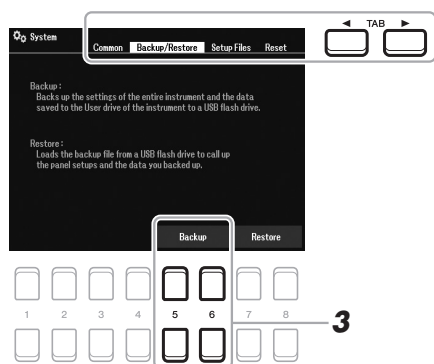 ◀ TAB ▶
System
Common Backup/Restore Setup Files Reset
Backup :
Backs up the settings of the entire instrument and the data
saved to the User drive of the instrument to a USB flash drive.
Restore :
Loads the backup file from a USB flash drive to call up
the panel setups and the data you backed up.
Backup Restore
1 2 3 4 5 6 7 8
3